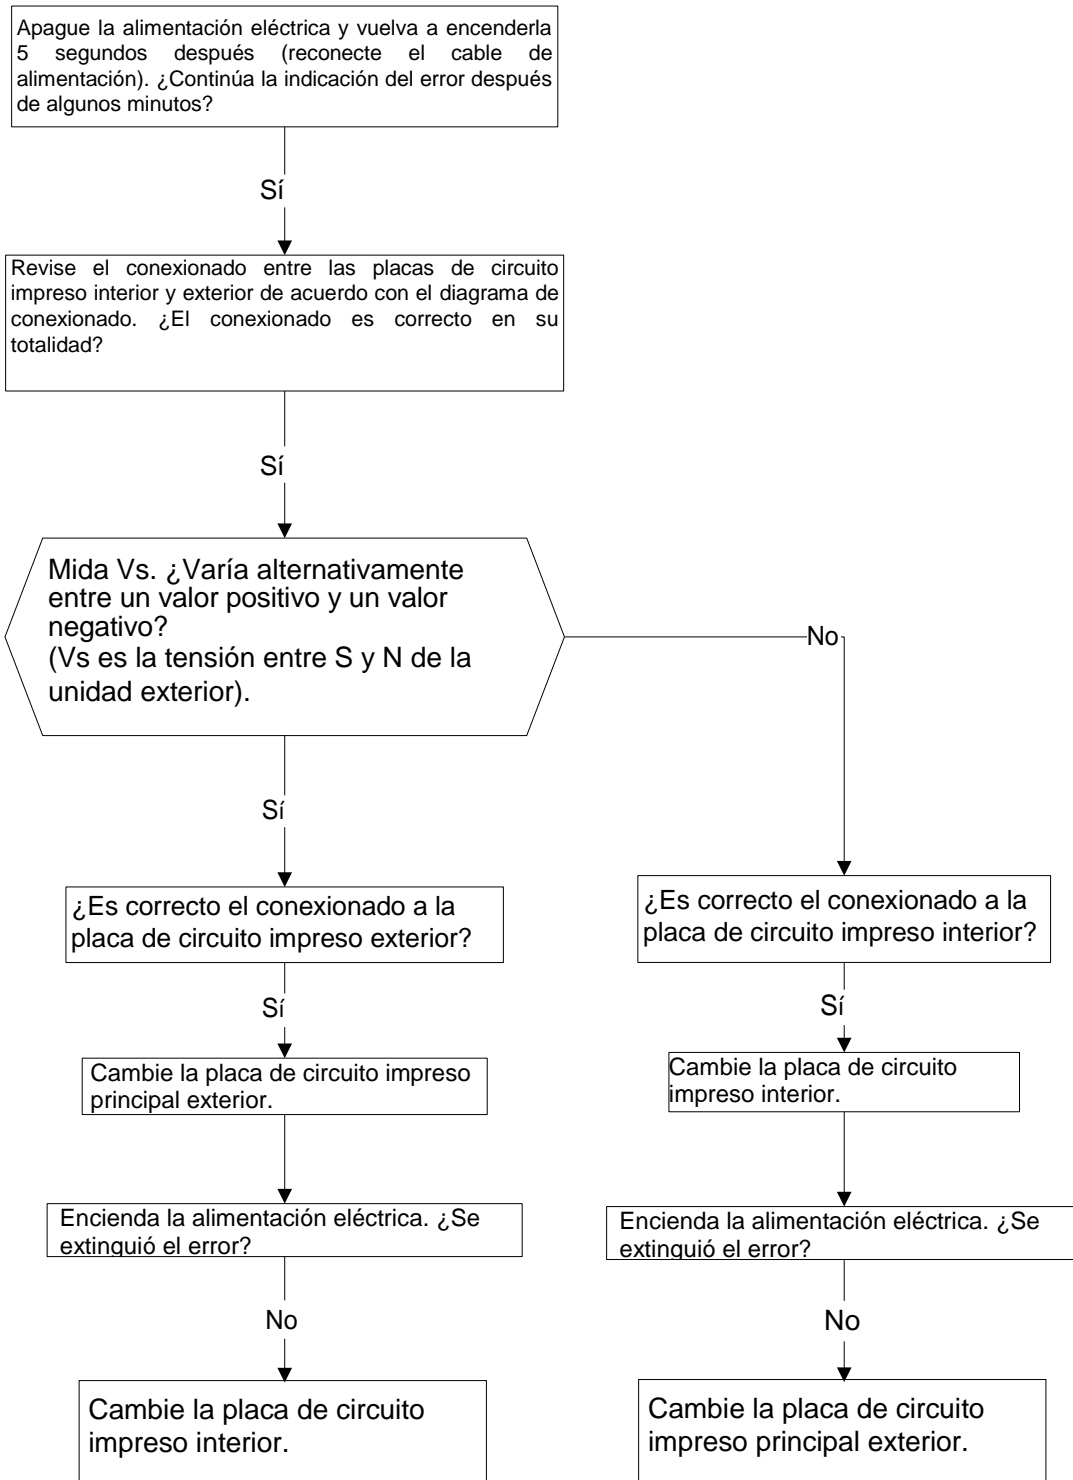 Apague la alimentación eléctrica y vuelva a encenderla
5 segundos después (reconecte el cable de
alimentación). ¿Continúa la indicación del error después
de algunos minutos?
Sí
Revise el conexionado entre las placas de circuito
impreso interior y exterior de acuerdo con el diagrama de
conexionado. ¿El conexionado es correcto en su
totalidad?
Sí
Mida Vs. ¿Varía alternativamente
entre un valor positivo y un valor
negativo?
(Vs es la tensión entre S y N de la
unidad exterior).
No
Sí
¿Es correcto el conexionado a la
placa de circuito impreso exterior?
¿Es correcto el conexionado a la
placa de circuito impreso interior?
Sí
Sí
Cambie la placa de circuito impreso
principal exterior.
Cambie la placa de circuito
impreso interior.
Encienda la alimentación eléctrica. ¿Se
extinguió el error?
Encienda la alimentación eléctrica. ¿Se
extinguió el error?
No
No
Cambie la placa de circuito
impreso interior.
Cambie la placa de circuito
impreso principal exterior.